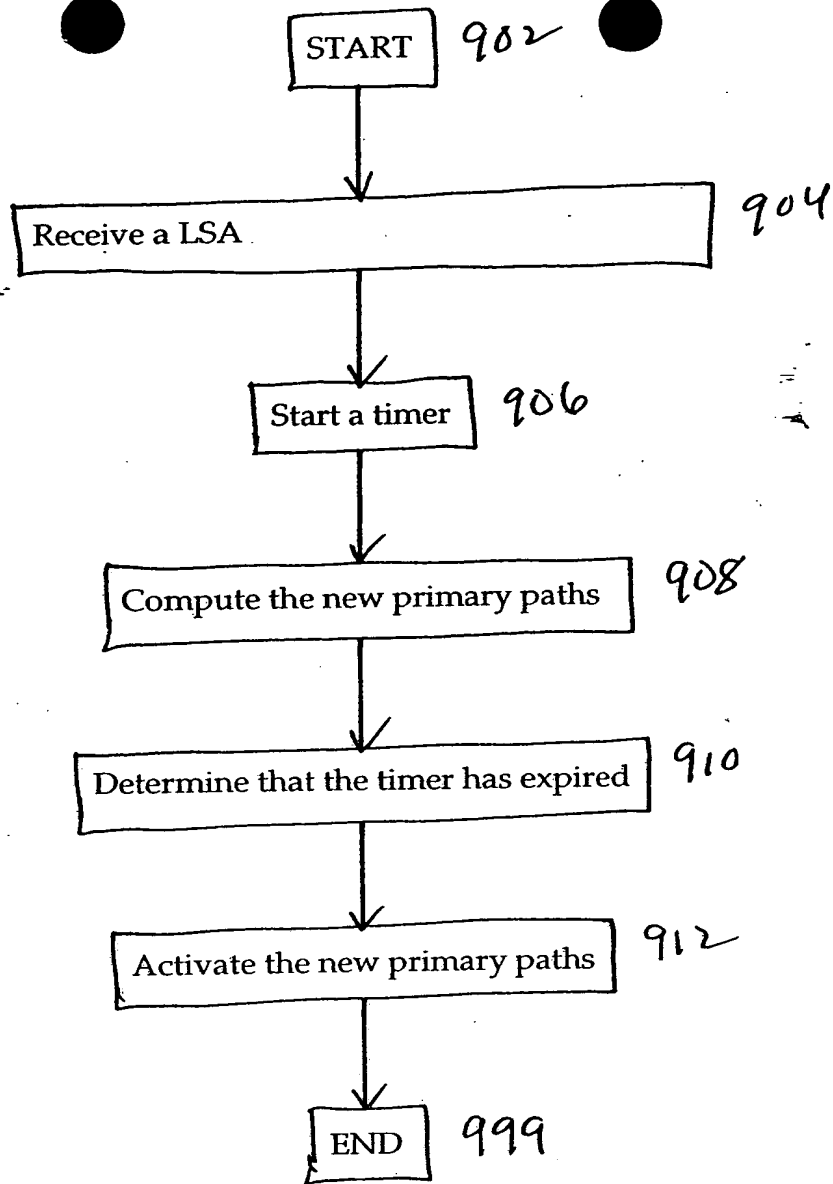 START 902
Receive a LSA 904
Start a timer 906
Compute the new primary paths 908
Determine that the timer has expired 910
Activate the new primary paths 912
END 999